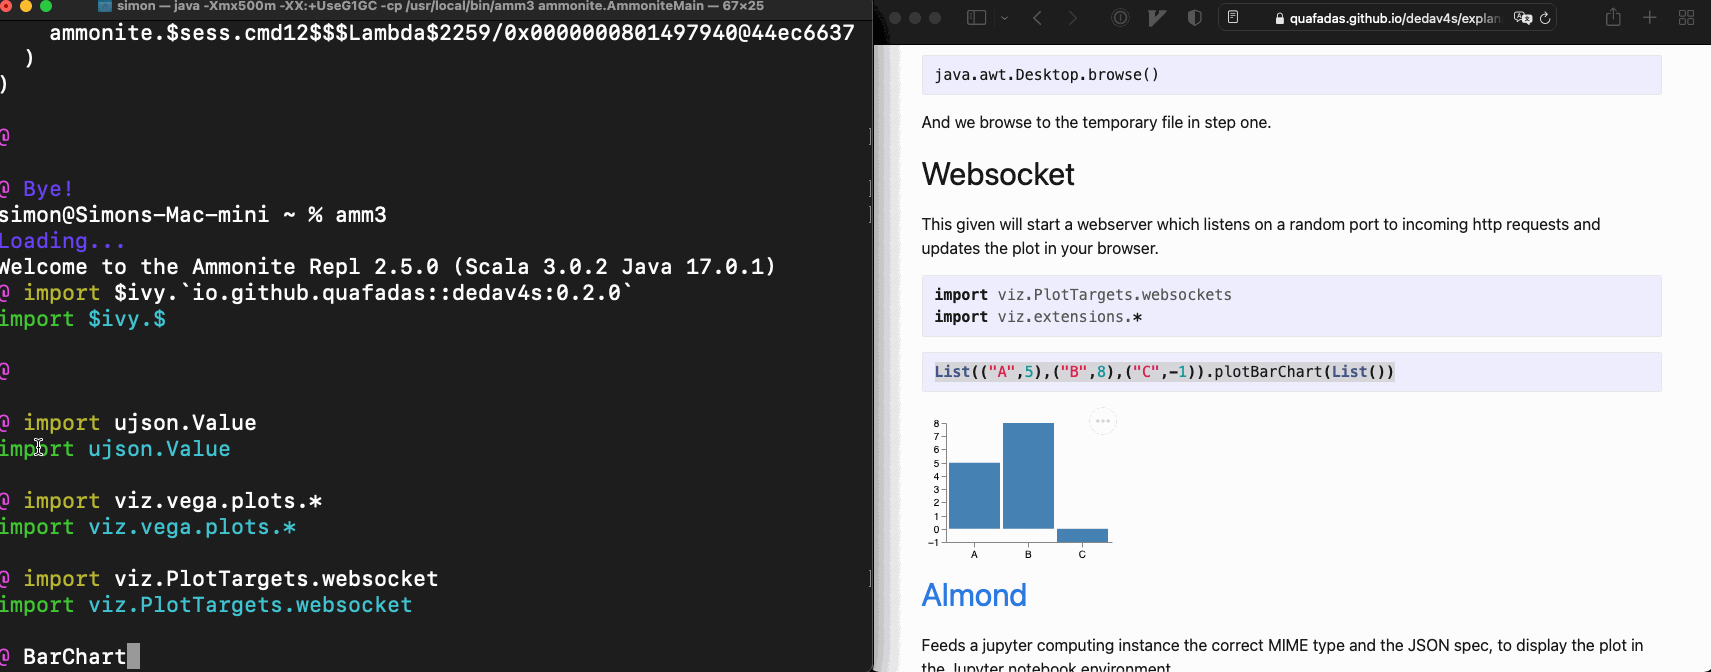 simon — java -Xmx500m -XX:+UseG1GC -cp /usr/local/bin/amm3 ammonite.AmmoniteMain — 67×25
ammonite.$sess.cmd12$$$Lambda$2259/0x0000000801497940@44ec6637
)
)
@
@ Bye!
simon@Simons-Mac-mini ~ % amm3
Loading...
Welcome to the Ammonite Repl 2.5.0 (Scala 3.0.2 Java 17.0.1)
@ import $ivy.`io.github.quafadas::dedav4s:0.2.0`
import $ivy.$
@
@ import ujson.Value
import ujson.Value
@ import viz.vega.plots.*
import viz.vega.plots.*
@ import viz.PlotTargets.websocket
import viz.PlotTargets.websocket
@ BarChart
quafadas.github.io/dedav4s/explan
java.awt.Desktop.browse()
And we browse to the temporary file in step one.
Websocket
This given will start a webserver which listens on a random port to incoming http requests and
updates the plot in your browser.
import viz.PlotTargets.websockets
import viz.extensions.*
List(("A",5),("B",8),("C",-1)).plotBarChart(List())
8
7
6
5
4
3
2
1
0
-1
A B C
Almond
Feeds a jupyter computing instance the correct MIME type and the JSON spec, to display the plot in
the Jupyter notebook environment